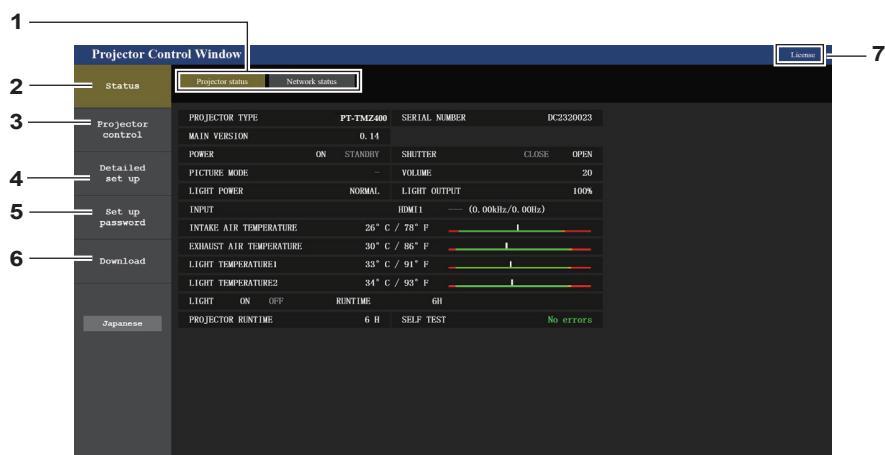 1
Projector Control Window
License
7
2
Status
Projector status Network status
3
Projector control
4
Detailed set up
5
Set up password
6
Download
Japanese
PROJECTOR TYPE PT-TMZ400 SERIAL NUMBER DC2320023
MAIN VERSION 0.14
POWER ON STANDBY SHUTTER CLOSE OPEN
PICTURE MODE – VOLUME 20
LIGHT POWER NORMAL LIGHT OUTPUT 100%
INPUT HDMI1 --- (0.00kHz/0.00Hz)
INTAKE AIR TEMPERATURE 26° C / 78° F
EXHAUST AIR TEMPERATURE 30° C / 86° F
LIGHT TEMPERATURE1 33° C / 91° F
LIGHT TEMPERATURE2 34° C / 93° F
LIGHT ON OFF RUNTIME 6H
PROJECTOR RUNTIME 6 H SELF TEST No errors